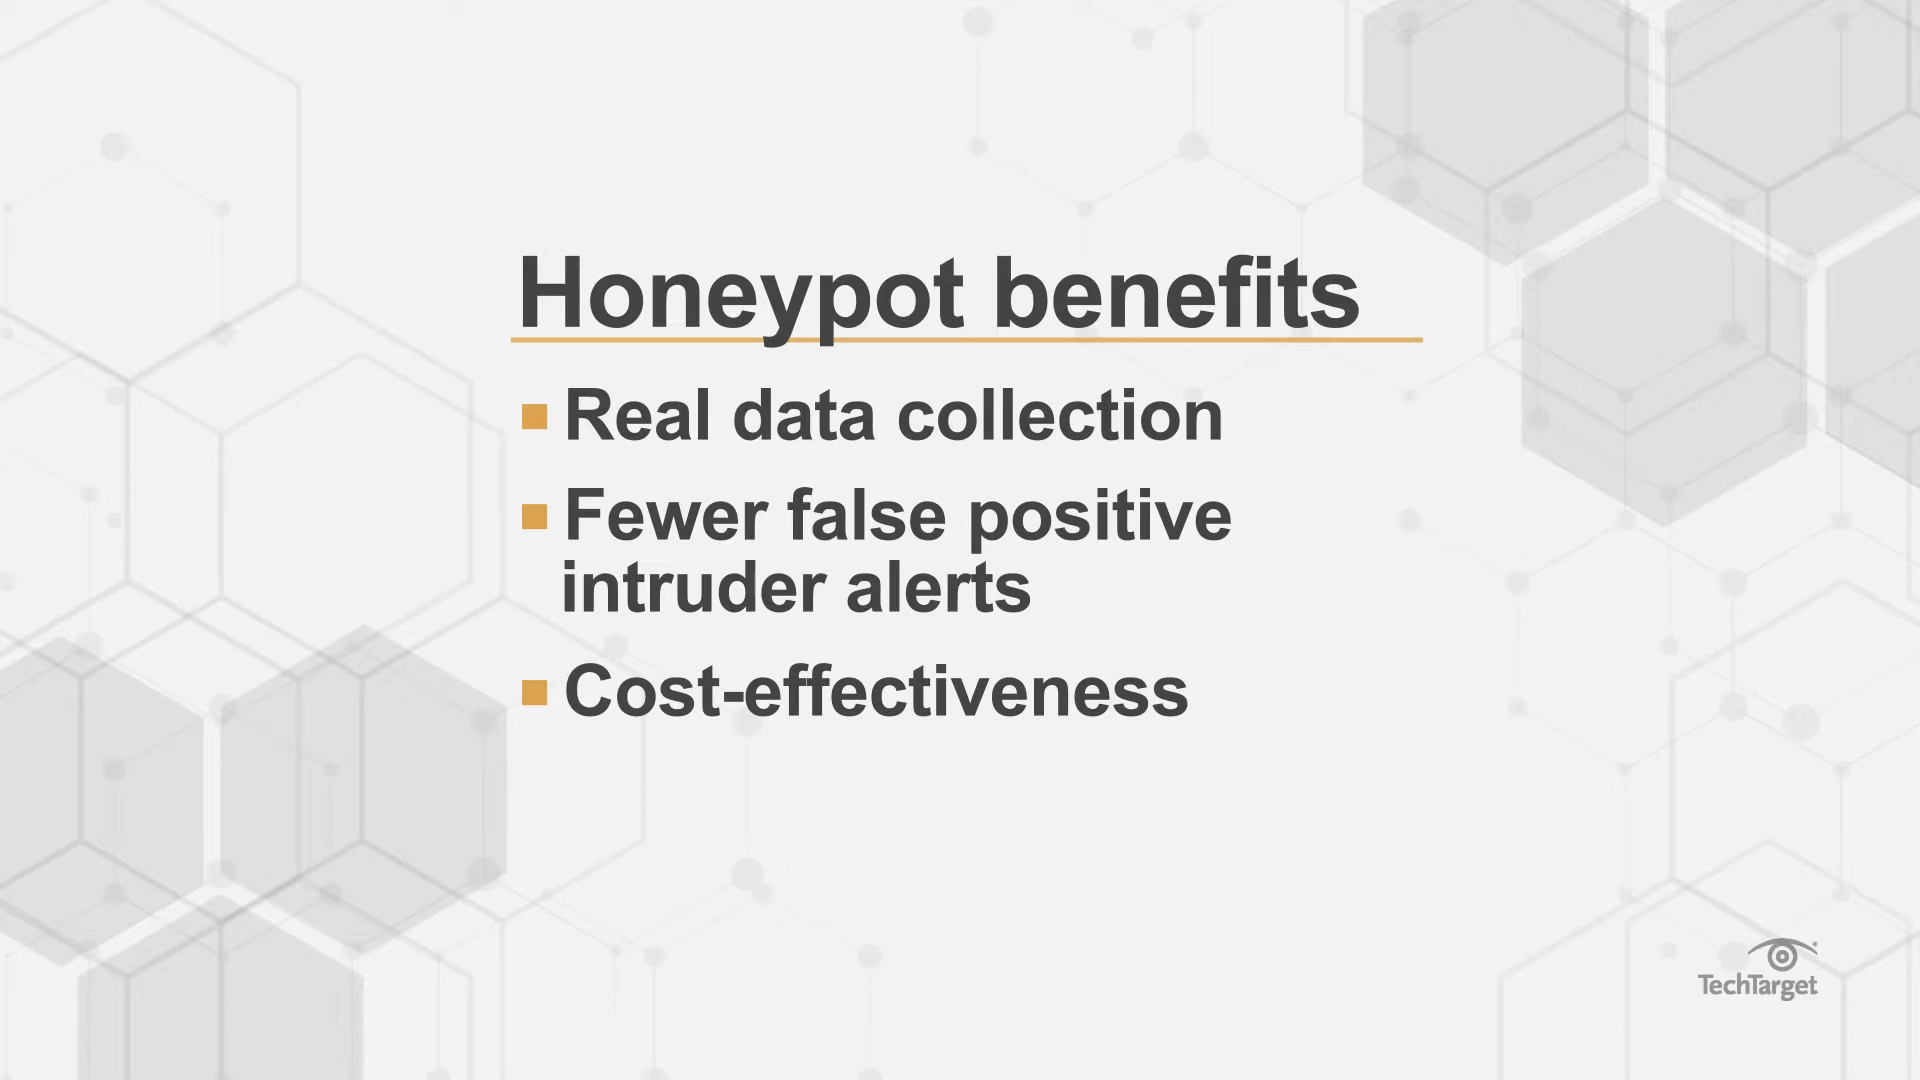 Honeypot benefits
Real data collection
Fewer false positive
intruder alerts
Cost-effectiveness
TechTarget